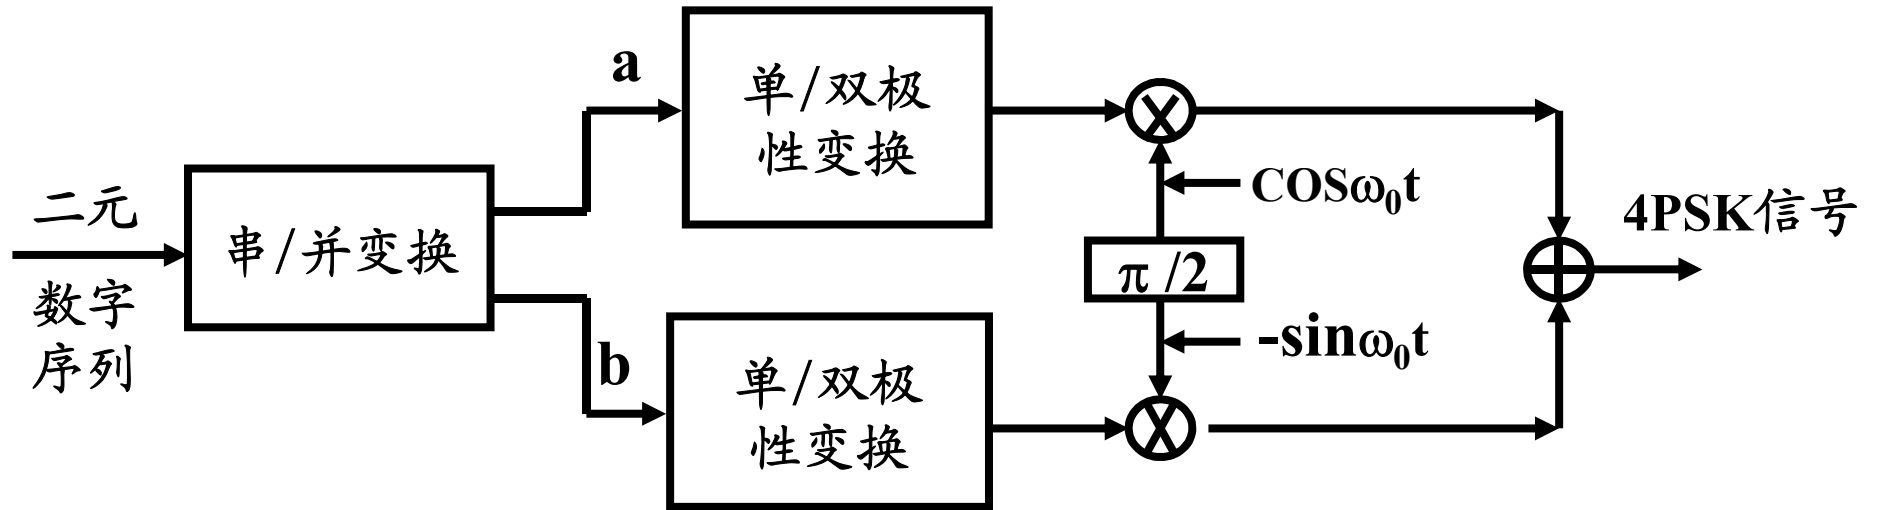 二元
数字
序列
串/并变换
a
单/双极
性变换
b
单/双极
性变换
COSω₀t
π/2
-sinω₀t
4PSK信号